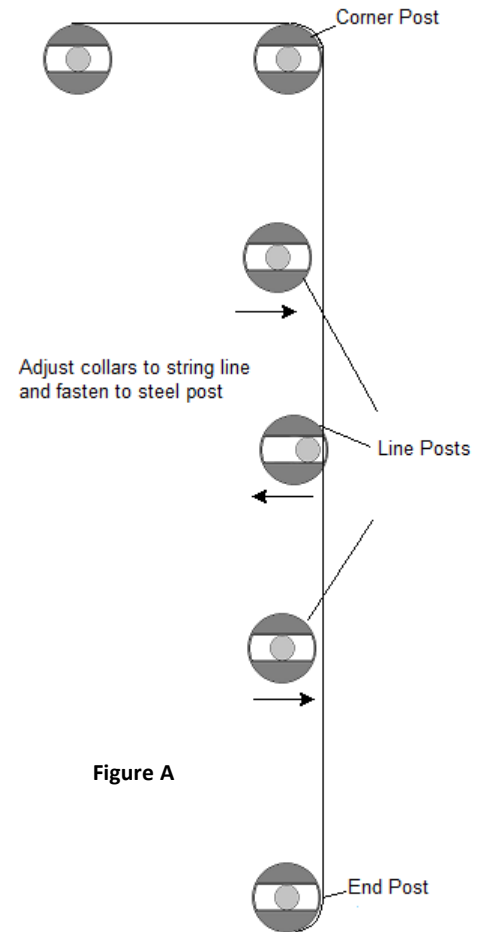 Corner Post
Adjust collars to string line
and fasten to steel post
Line Posts
Figure A
End Post